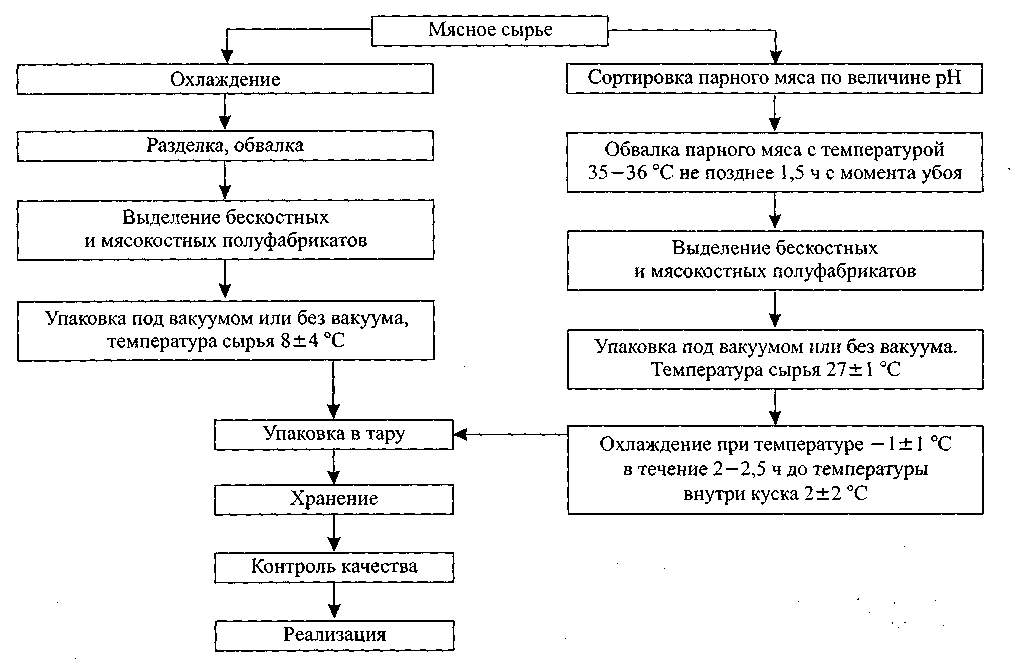 Мясное сырье
Охлаждение
Разделка, обвалка
Выделение бескостных
и мясокостных полуфабрикатов
Упаковка под вакуумом или без вакуума,
температура сырья 8±4 °С
Сортировка парного мяса по величине рН
Обвалка парного мяса с температурой
35−36 °С не позднее 1,5 ч с момента убоя
Выделение бескостных
и мясокостных полуфабрикатов
Упаковка под вакуумом или без вакуума.
Температура сырья 27±1 °С
Охлаждение при температуре −1±1 °С
в течение 2−2,5 ч до температуры
внутри куска 2±2 °С
Упаковка в тару
Хранение
Контроль качества
Реализация